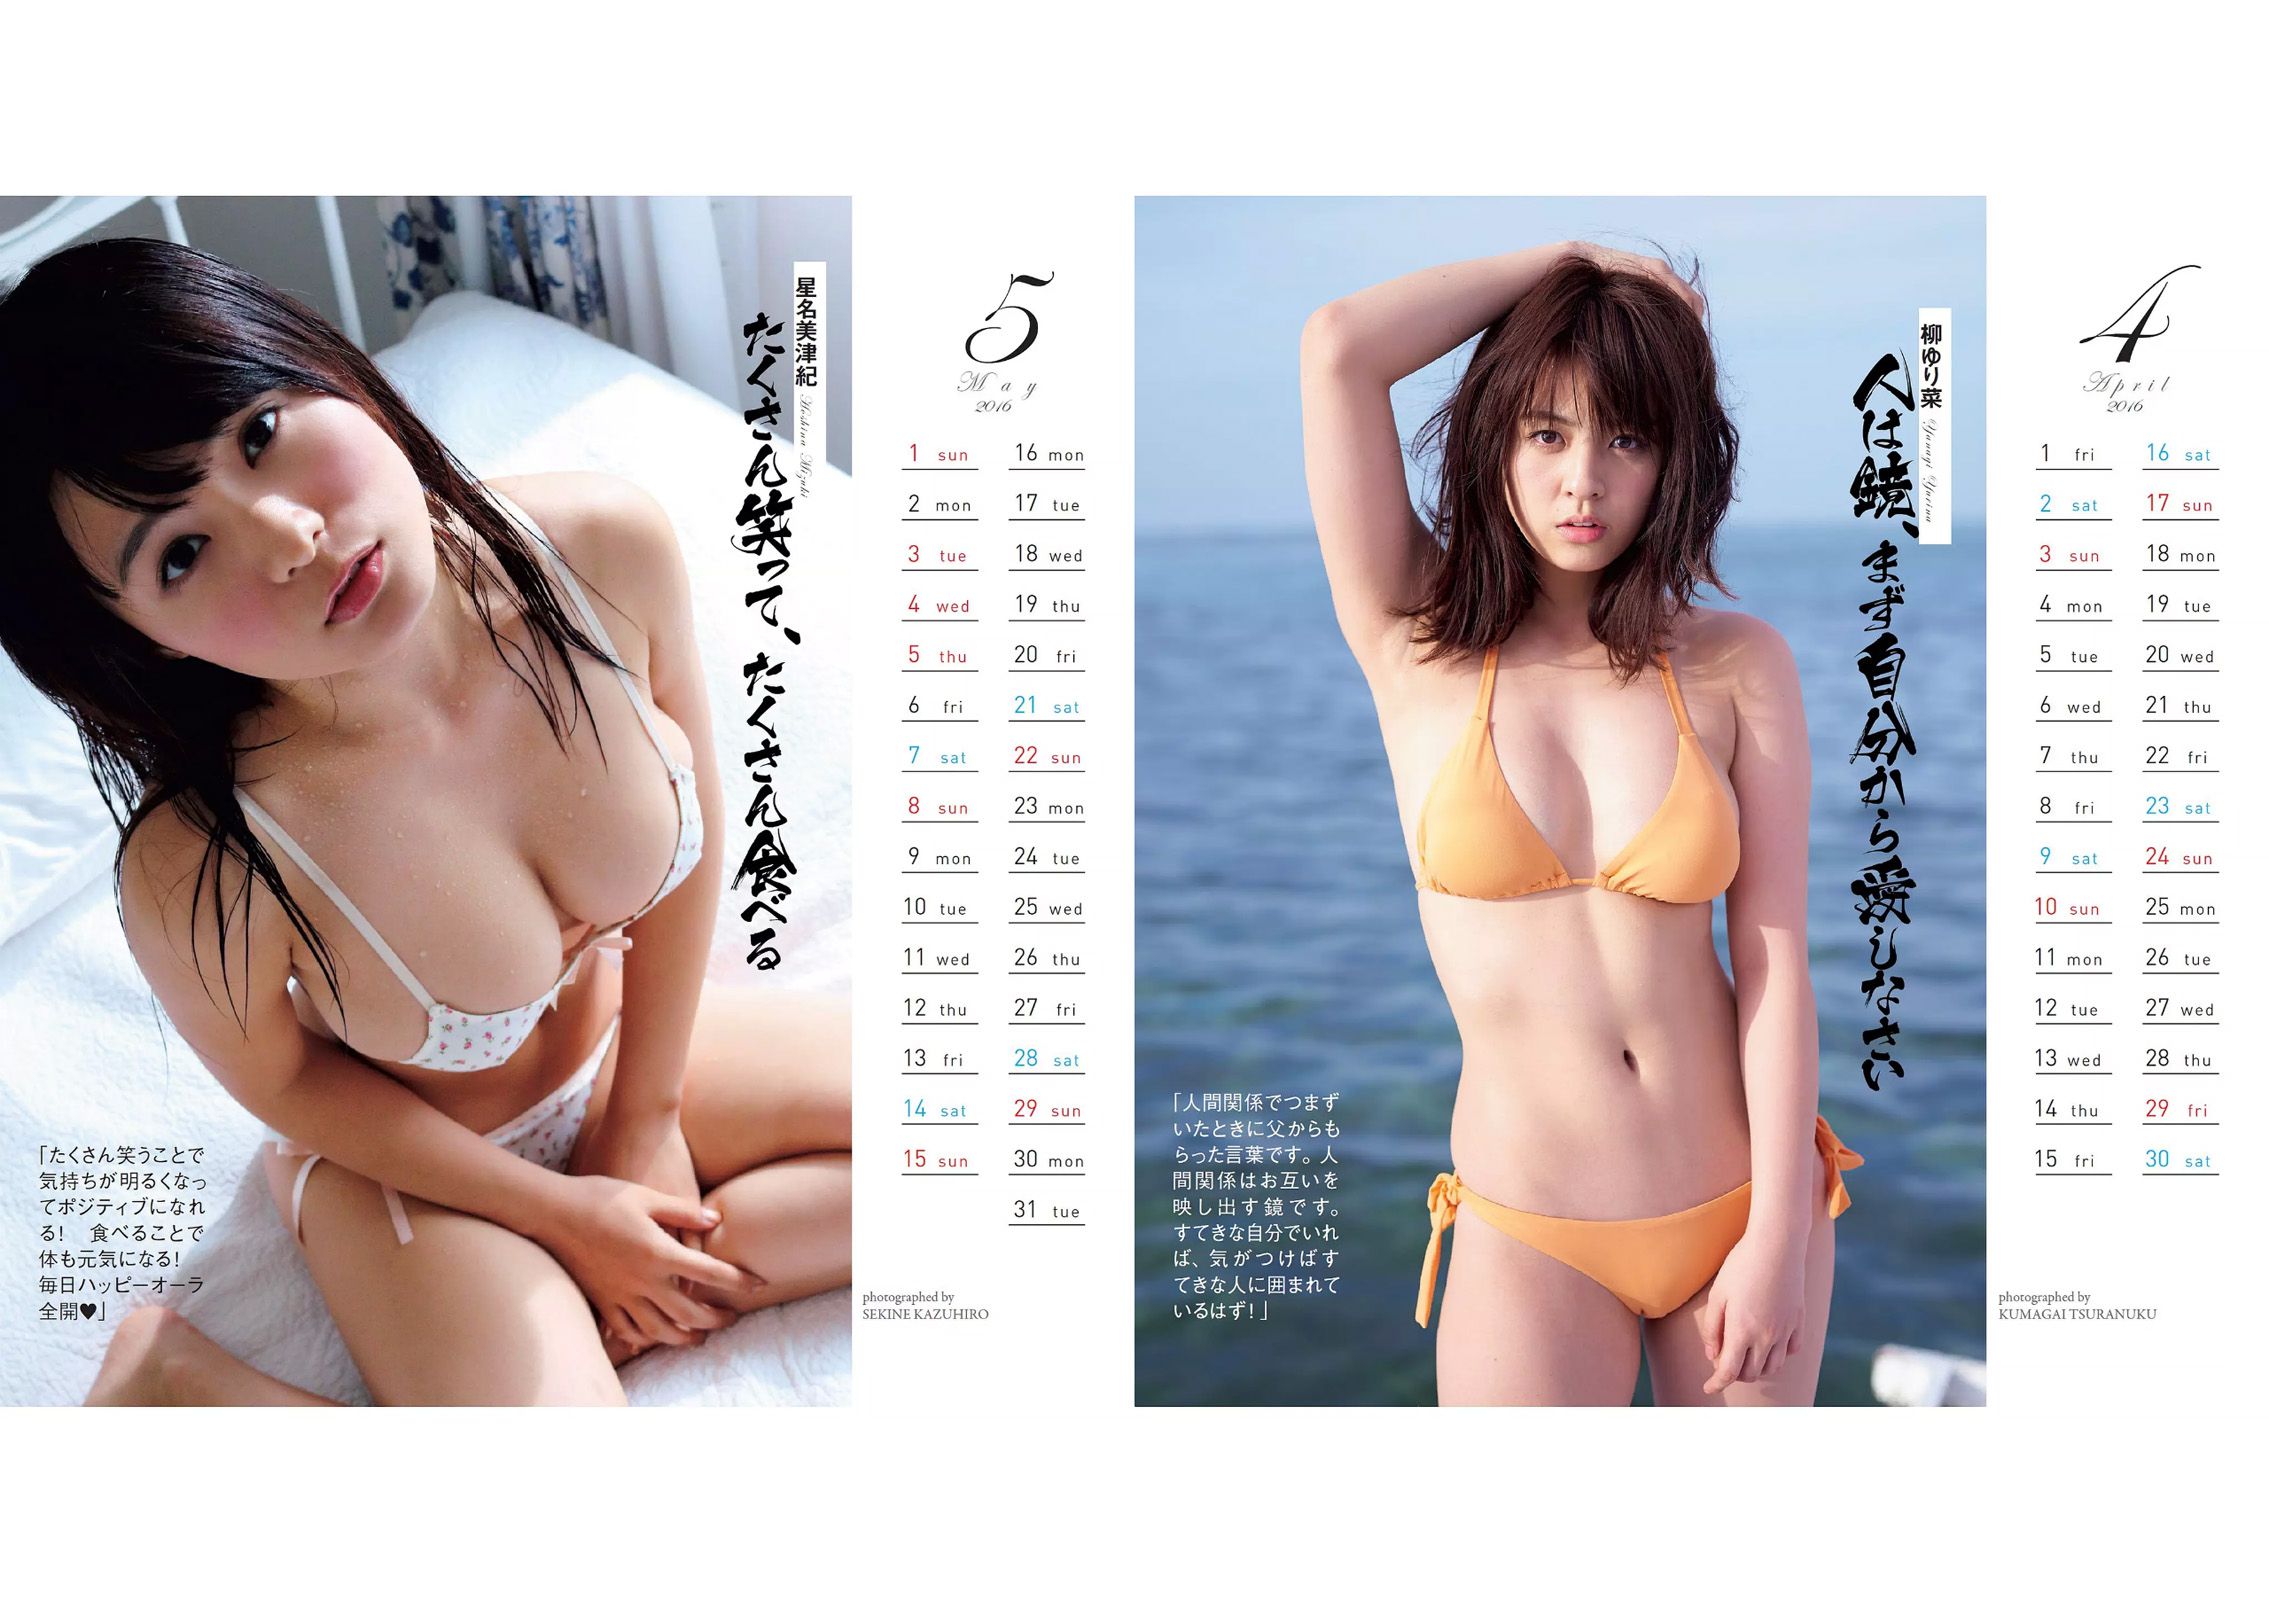 星名美津紀
Hoshina Mizuki
たくさん笑って、たくさん食べる
「たくさん笑うことで
気持ちが明るくなっ
てポジティブになれ
る！　食べることで
体も元気になる！
毎日ハッピーオーラ
全開♥」
5
May
2016
1 sun
2 mon
3 tue
4 wed
5 thu
6 fri
7 sat
8 sun
9 mon
10 tue
11 wed
12 thu
13 fri
14 sat
15 sun
16 mon
17 tue
18 wed
19 thu
20 fri
21 sat
22 sun
23 mon
24 tue
25 wed
26 thu
27 fri
28 sat
29 sun
30 mon
31 tue
photographed by
SEKINE KAZUHIRO
柳ゆり菜
Yanagi Yurina
人は鏡、まず自分から愛しなさい
「人間関係でつまず
いたときに父からも
らった言葉です。人
間関係はお互いを
映し出す鏡です。
すてきな自分でいれ
ば、気がつけばす
てきな人に囲まれて
いるはず！」
4
April
2016
1 fri
2 sat
3 sun
4 mon
5 tue
6 wed
7 thu
8 fri
9 sat
10 sun
11 mon
12 tue
13 wed
14 thu
15 fri
16 sat
17 sun
18 mon
19 tue
20 wed
21 thu
22 fri
23 sat
24 sun
25 mon
26 tue
27 wed
28 thu
29 fri
30 sat
photographed by
KUMAGAI TSURANUKU